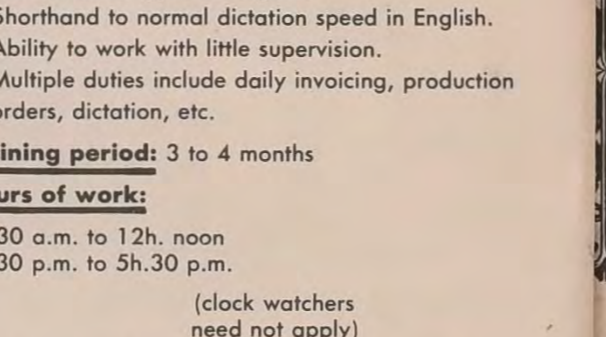 Shorthand to normal dictation speed in English.
Ability to work with little supervision.
Multiple duties include daily invoicing, production
orders, dictation, etc.
ining period: 3 to 4 months
urs of work:
30 a.m. to 12h. noon
30 p.m. to 5h.30 p.m.
(clock watchers
need not apply)